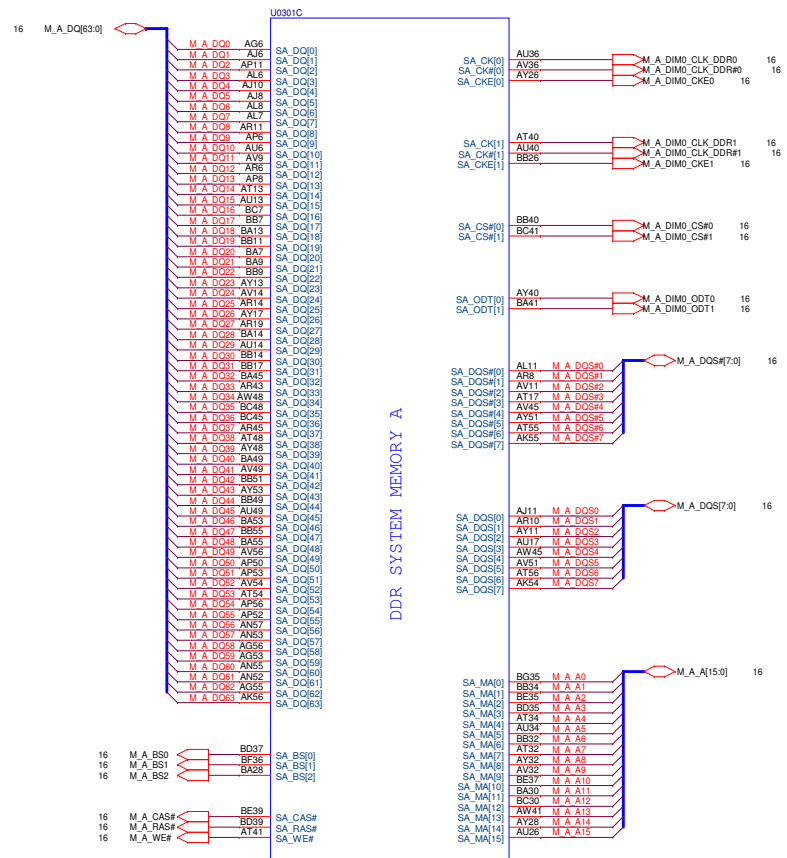 U0301C
16 M_A_DQ[63:0]
M_A_DQ0 AG6 SA_DQ[0]
M_A_DQ1 AJ6 SA_DQ[1]
M_A_DQ2 AP11 SA_DQ[2]
M_A_DQ3 AL6 SA_DQ[3]
M_A_DQ4 AJ10 SA_DQ[4]
M_A_DQ5 AJ8 SA_DQ[5]
M_A_DQ6 AL8 SA_DQ[6]
M_A_DQ7 AL7 SA_DQ[7]
M_A_DQ8 AR11 SA_DQ[8]
M_A_DQ9 AP6 SA_DQ[9]
M_A_DQ10 AU6 SA_DQ[10]
M_A_DQ11 AV9 SA_DQ[11]
M_A_DQ12 AR6 SA_DQ[12]
M_A_DQ13 AP8 SA_DQ[13]
M_A_DQ14 AT13 SA_DQ[14]
M_A_DQ15 AU13 SA_DQ[15]
M_A_DQ16 BC7 SA_DQ[16]
M_A_DQ17 BB7 SA_DQ[17]
M_A_DQ18 BA13 SA_DQ[18]
M_A_DQ19 BB11 SA_DQ[19]
M_A_DQ20 BA7 SA_DQ[20]
M_A_DQ21 BA9 SA_DQ[21]
M_A_DQ22 BB9 SA_DQ[22]
M_A_DQ23 AY13 SA_DQ[23]
M_A_DQ24 AV14 SA_DQ[24]
M_A_DQ25 AR14 SA_DQ[25]
M_A_DQ26 AY17 SA_DQ[26]
M_A_DQ27 AR19 SA_DQ[27]
M_A_DQ28 BA14 SA_DQ[28]
M_A_DQ29 AU14 SA_DQ[29]
M_A_DQ30 BB14 SA_DQ[30]
M_A_DQ31 BB17 SA_DQ[31]
M_A_DQ32 BA45 SA_DQ[32]
M_A_DQ33 AR43 SA_DQ[33]
M_A_DQ34 AW48 SA_DQ[34]
M_A_DQ35 BC48 SA_DQ[35]
M_A_DQ36 BC45 SA_DQ[36]
M_A_DQ37 AR45 SA_DQ[37]
M_A_DQ38 AT48 SA_DQ[38]
M_A_DQ39 AY48 SA_DQ[39]
M_A_DQ40 BA49 SA_DQ[40]
M_A_DQ41 AV49 SA_DQ[41]
M_A_DQ42 BB51 SA_DQ[42]
M_A_DQ43 AY53 SA_DQ[43]
M_A_DQ44 BB49 SA_DQ[44]
M_A_DQ45 AU49 SA_DQ[45]
M_A_DQ46 BA53 SA_DQ[46]
M_A_DQ47 BB55 SA_DQ[47]
M_A_DQ48 BA55 SA_DQ[48]
M_A_DQ49 AV56 SA_DQ[49]
M_A_DQ50 AP50 SA_DQ[50]
M_A_DQ51 AP53 SA_DQ[51]
M_A_DQ52 AV54 SA_DQ[52]
M_A_DQ53 AT54 SA_DQ[53]
M_A_DQ54 AP56 SA_DQ[54]
M_A_DQ55 AP52 SA_DQ[55]
M_A_DQ56 AN57 SA_DQ[56]
M_A_DQ57 AN53 SA_DQ[57]
M_A_DQ58 AG56 SA_DQ[58]
M_A_DQ59 AG53 SA_DQ[59]
M_A_DQ60 AN55 SA_DQ[60]
M_A_DQ61 AN52 SA_DQ[61]
M_A_DQ62 AG55 SA_DQ[62]
M_A_DQ63 AK56 SA_DQ[63]
16 M_A_BS0 BD37 SA_BS[0]
16 M_A_BS1 BF36 SA_BS[1]
16 M_A_BS2 BA28 SA_BS[2]
16 M_A_CAS# BE39 SA_CAS#
16 M_A_RAS# BD39 SA_RAS#
16 M_A_WE# AT41 SA_WE#
DDR SYSTEM MEMORY A
SA_CK[0] AU36 M_A_DIM0_CLK_DDR0 16
SA_CK#[0] AV36 M_A_DIM0_CLK_DDR#0 16
SA_CKE[0] AY26 M_A_DIM0_CKE0 16
SA_CK[1] AT40 M_A_DIM0_CLK_DDR1 16
SA_CK#[1] AU40 M_A_DIM0_CLK_DDR#1 16
SA_CKE[1] BB26 M_A_DIM0_CKE1 16
SA_CS#[0] BB40 M_A_DIM0_CS#0 16
SA_CS#[1] BC41 M_A_DIM0_CS#1 16
SA_ODT[0] AY40 M_A_DIM0_ODT0 16
SA_ODT[1] BA41 M_A_DIM0_ODT1 16
M_A_DQS#[7:0] 16
SA_DQS#[0] AL11 M_A_DQS#0
SA_DQS#[1] AR8 M_A_DQS#1
SA_DQS#[2] AV11 M_A_DQS#2
SA_DQS#[3] AT17 M_A_DQS#3
SA_DQS#[4] AV45 M_A_DQS#4
SA_DQS#[5] AY51 M_A_DQS#5
SA_DQS#[6] AT55 M_A_DQS#6
SA_DQS#[7] AK55 M_A_DQS#7
M_A_DQS[7:0] 16
SA_DQS[0] AJ11 M_A_DQS0
SA_DQS[1] AR10 M_A_DQS1
SA_DQS[2] AY11 M_A_DQS2
SA_DQS[3] AU17 M_A_DQS3
SA_DQS[4] AW45 M_A_DQS4
SA_DQS[5] AV51 M_A_DQS5
SA_DQS[6] AT56 M_A_DQS6
SA_DQS[7] AK54 M_A_DQS7
M_A_A[15:0] 16
SA_MA[0] BG35 M_A_A0
SA_MA[1] BB34 M_A_A1
SA_MA[2] BE35 M_A_A2
SA_MA[3] BD35 M_A_A3
SA_MA[4] AT34 M_A_A4
SA_MA[5] AU34 M_A_A5
SA_MA[6] BB32 M_A_A6
SA_MA[7] AT32 M_A_A7
SA_MA[8] AY32 M_A_A8
SA_MA[9] AV32 M_A_A9
SA_MA[10] BE37 M_A_A10
SA_MA[11] BA30 M_A_A11
SA_MA[12] BC30 M_A_A12
SA_MA[13] AW41 M_A_A13
SA_MA[14] AY28 M_A_A14
SA_MA[15] AU26 M_A_A15